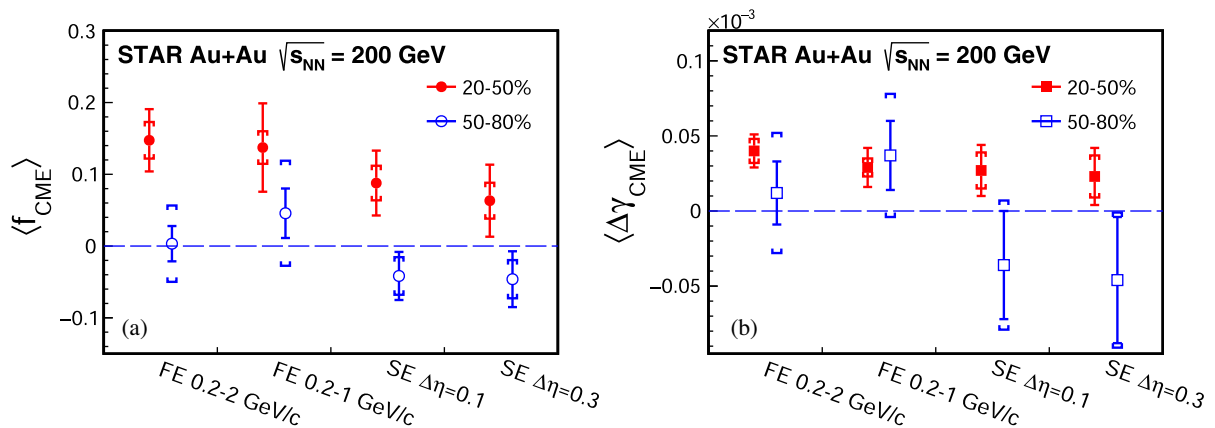 STAR Au+Au √sNN = 200 GeV
20-50%
50-80%
⟨fCME⟩
0.3
0.2
0.1
0
−0.1
(a)
FE 0.2-2 GeV/c
FE 0.2-1 GeV/c
SE Δη=0.1
SE Δη=0.3
×10−3
STAR Au+Au √sNN = 200 GeV
20-50%
50-80%
⟨ΔγCME⟩
0.1
0.05
0
−0.05
(b)
FE 0.2-2 GeV/c
FE 0.2-1 GeV/c
SE Δη=0.1
SE Δη=0.3